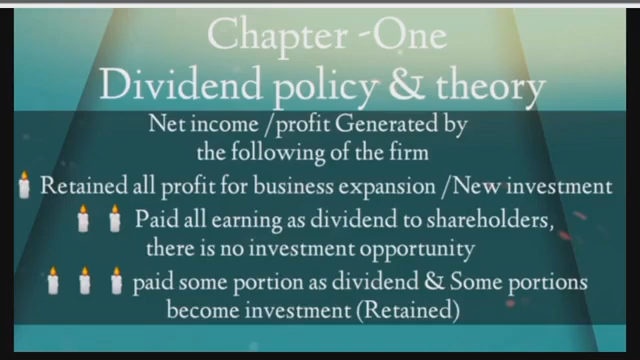 Chapter -One
Dividend policy & theory
Net income /profit Generated by
the following of the firm
Retained all profit for business expansion /New investment
Paid all earning as dividend to shareholders,
there is no investment opportunity
paid some portion as dividend & Some portions
become investment (Retained)